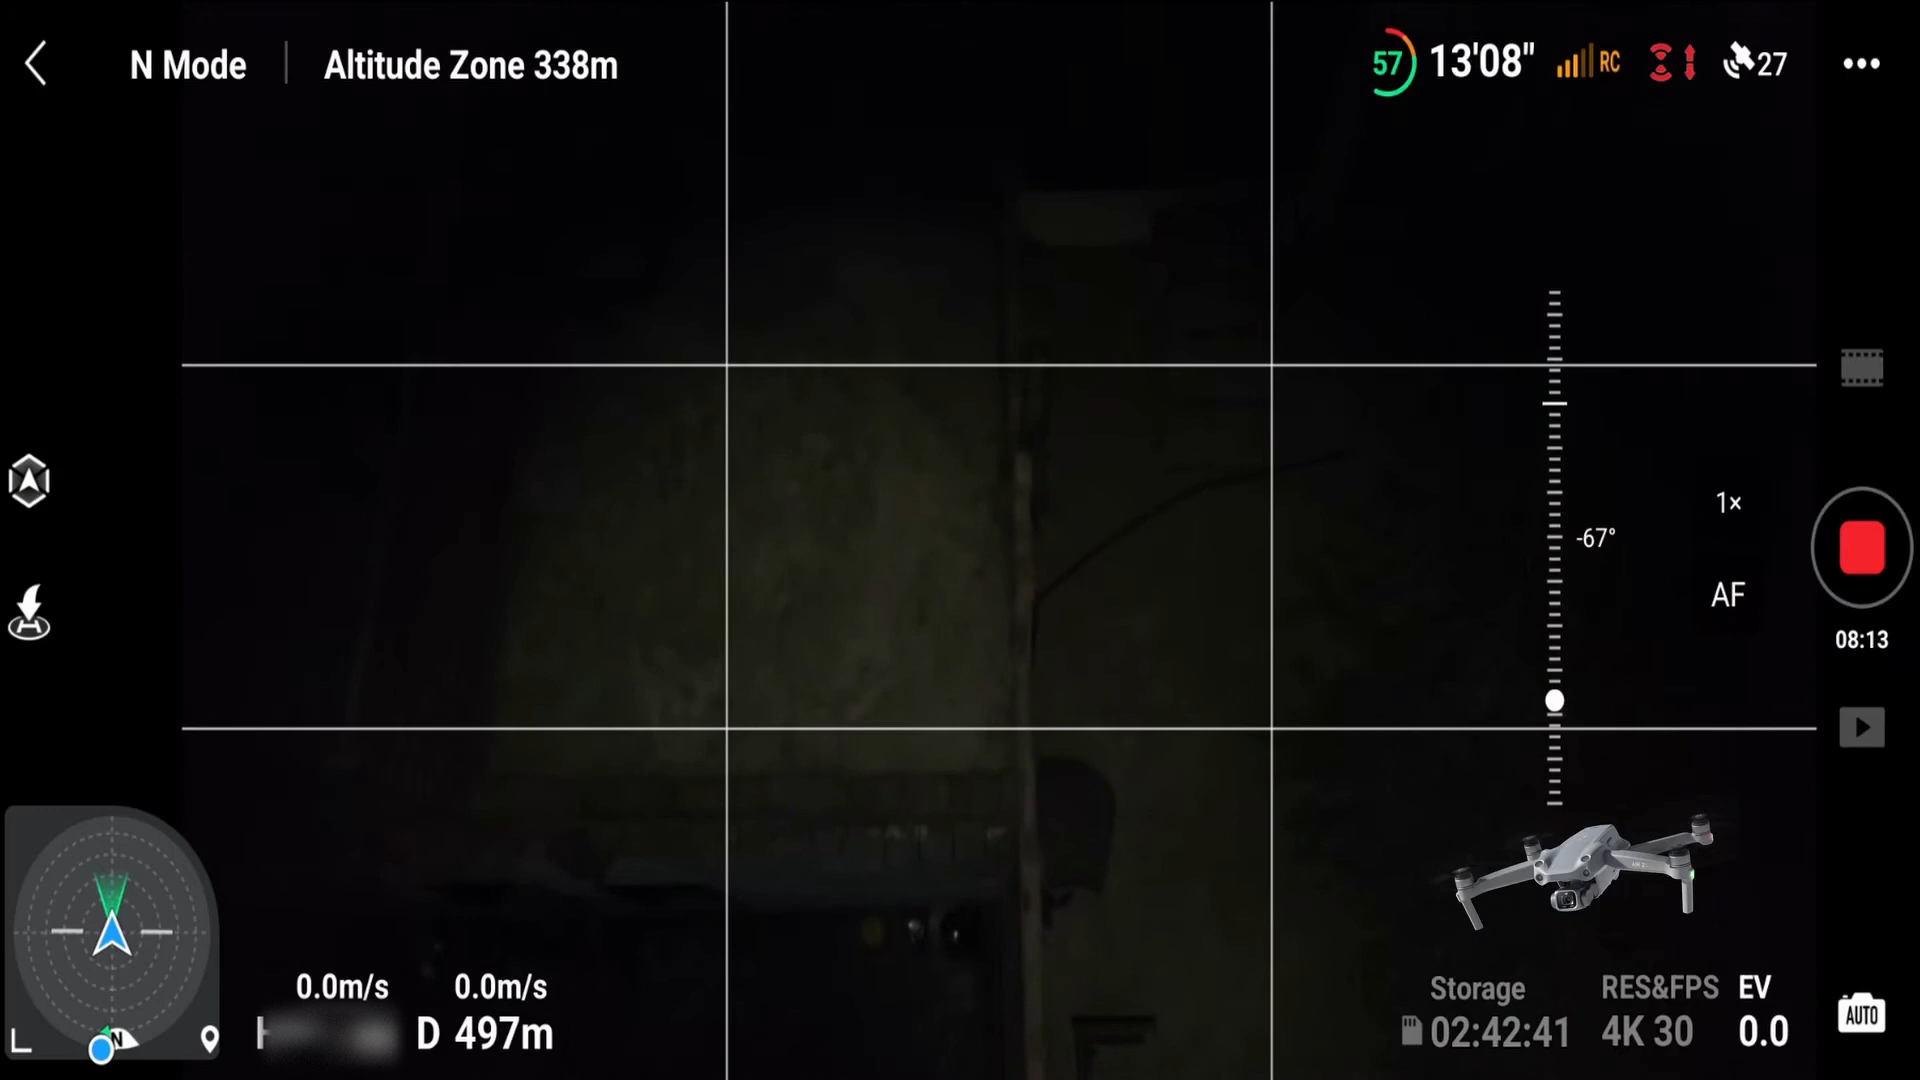 N Mode
Altitude Zone 338m
57
13'08"
RC
27
-67°
1×
AF
08:13
N
0.0m/s
0.0m/s
H
D 497m
Storage
02:42:41
RES&FPS
4K 30
EV
0.0
AUTO